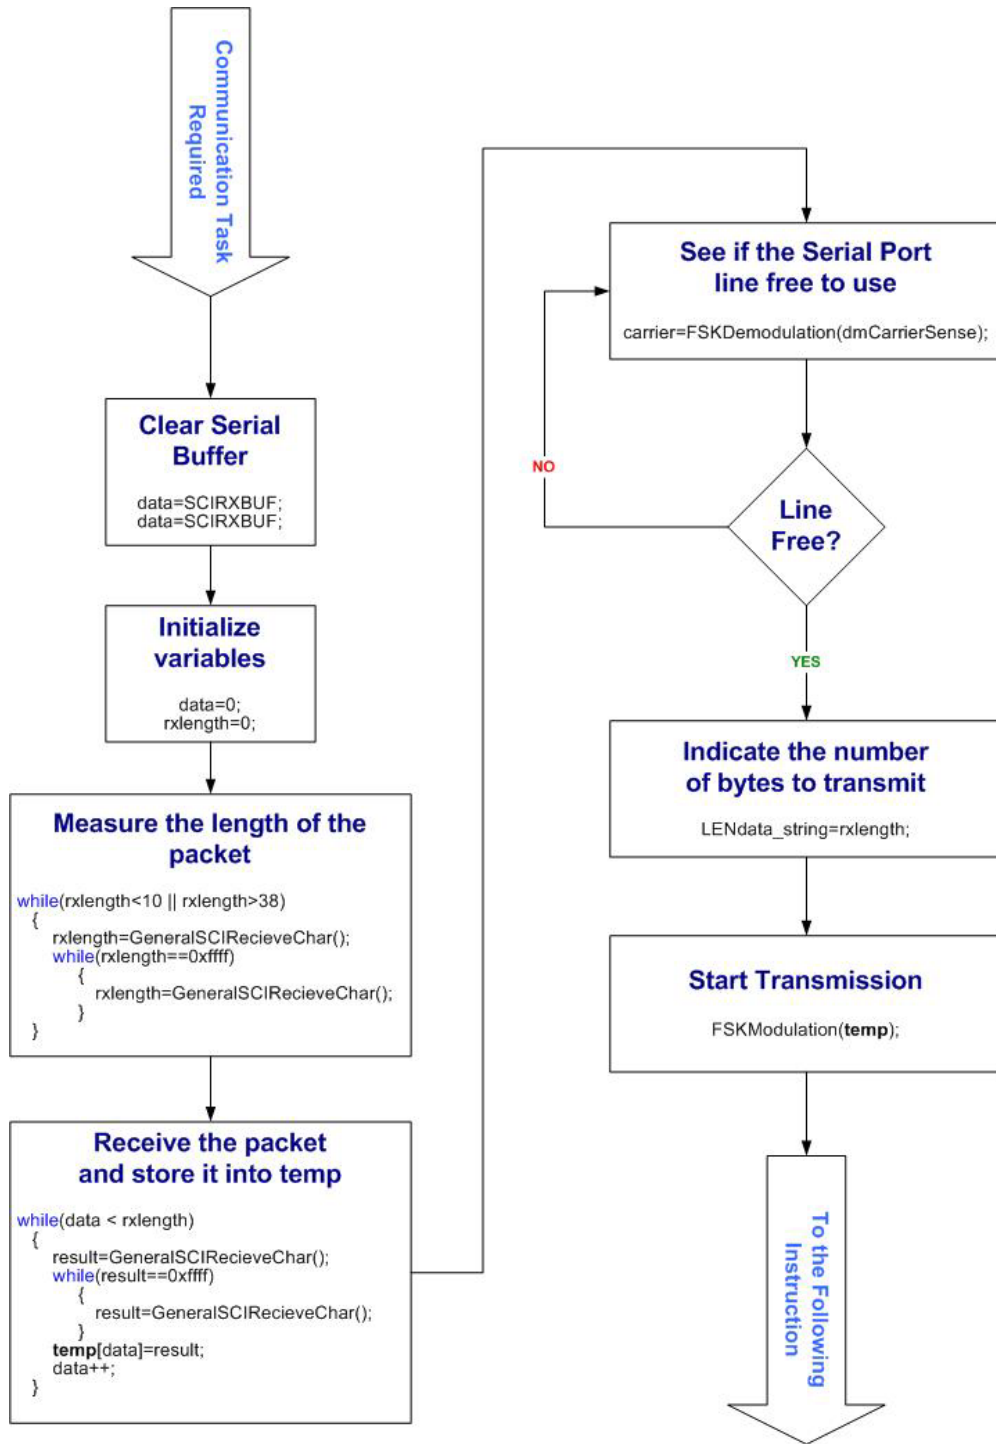 Communication Task
Required
Clear Serial
Buffer
data=SCIRXBUF;
data=SCIRXBUF;
Initialize
variables
data=0;
rxlength=0;
Measure the length of the
packet
while(rxlength<10 || rxlength>38)
{
rxlength=GeneralSCIRecieveChar();
while(rxlength==0xffff)
{
rxlength=GeneralSCIRecieveChar();
}
}
Receive the packet
and store it into temp
while(data < rxlength)
{
result=GeneralSCIRecieveChar();
while(result==0xffff)
{
result=GeneralSCIRecieveChar();
}
temp[data]=result;
data++;
}
See if the Serial Port
line free to use
carrier=FSKDemodulation(dmCarrierSense);
NO
Line
Free?
YES
Indicate the number
of bytes to transmit
LENdata_string=rxlength;
Start Transmission
FSKModulation(temp);
To the Following
Instruction